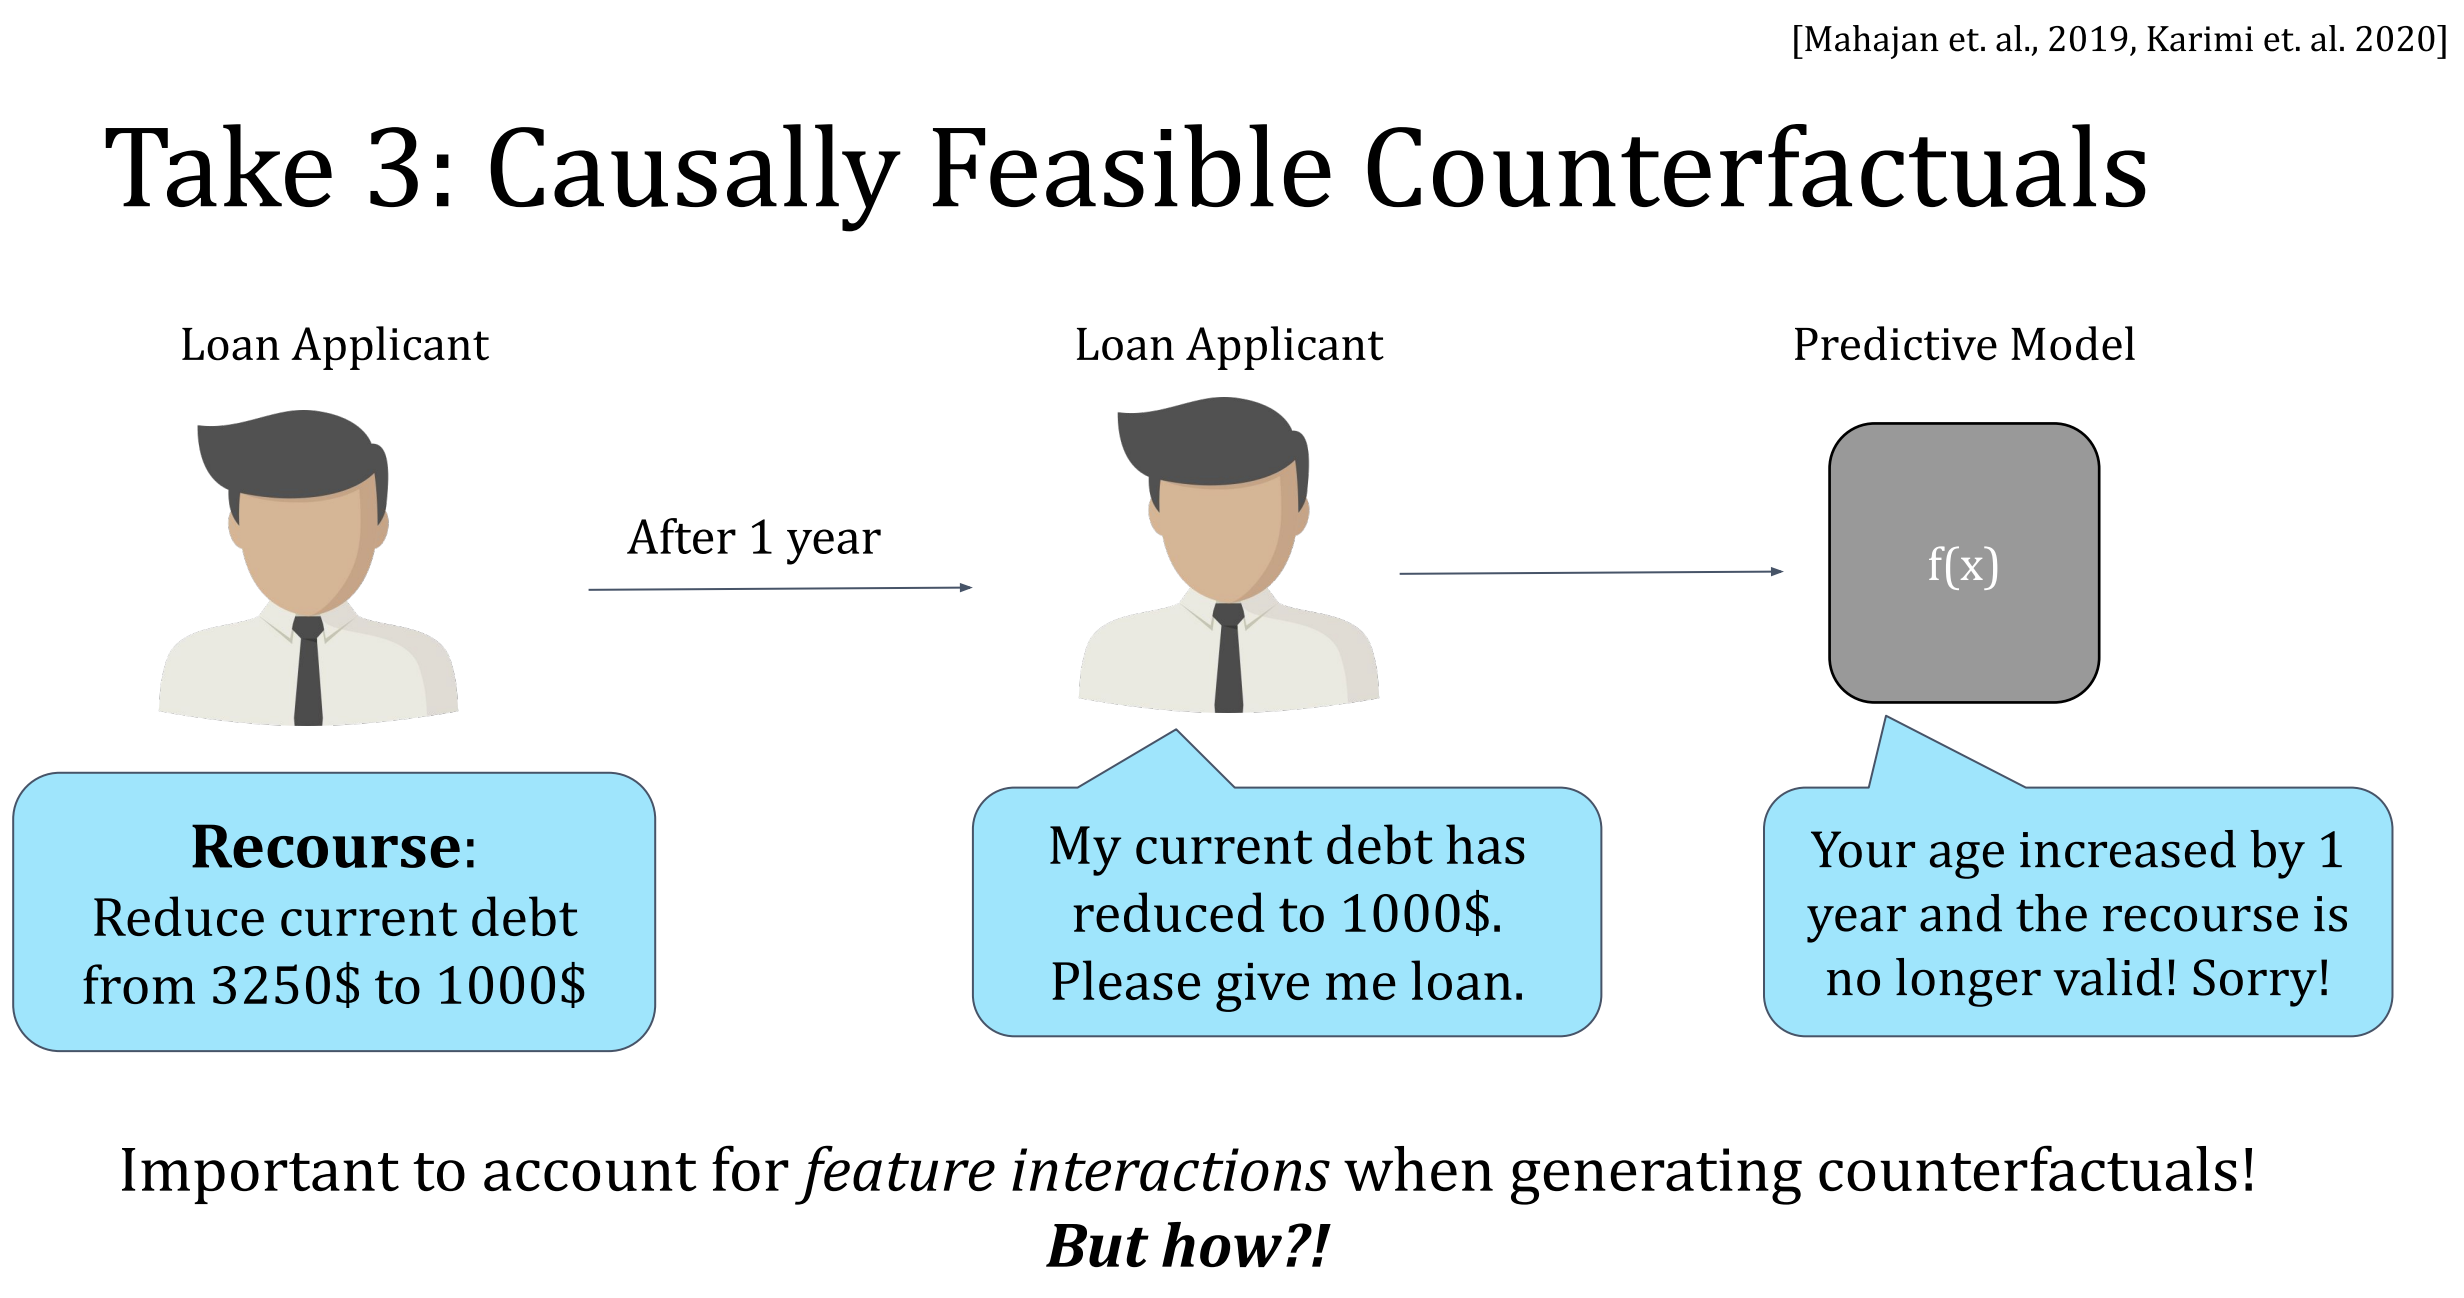 [Mahajan et. al., 2019, Karimi et. al. 2020]
Take 3: Causally Feasible Counterfactuals
Loan Applicant
Loan Applicant
Predictive Model
After 1 year
f(x)
Recourse:
Reduce current debt
from 3250$ to 1000$
My current debt has
reduced to 1000$.
Please give me loan.
Your age increased by 1
year and the recourse is
no longer valid! Sorry!
Important to account for feature interactions when generating counterfactuals!
But how?!